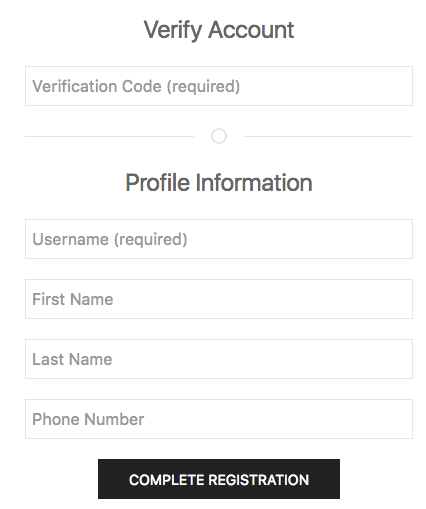 Verify Account
Verification Code (required)
Profile Information
Username (required)
First Name
Last Name
Phone Number
COMPLETE REGISTRATION